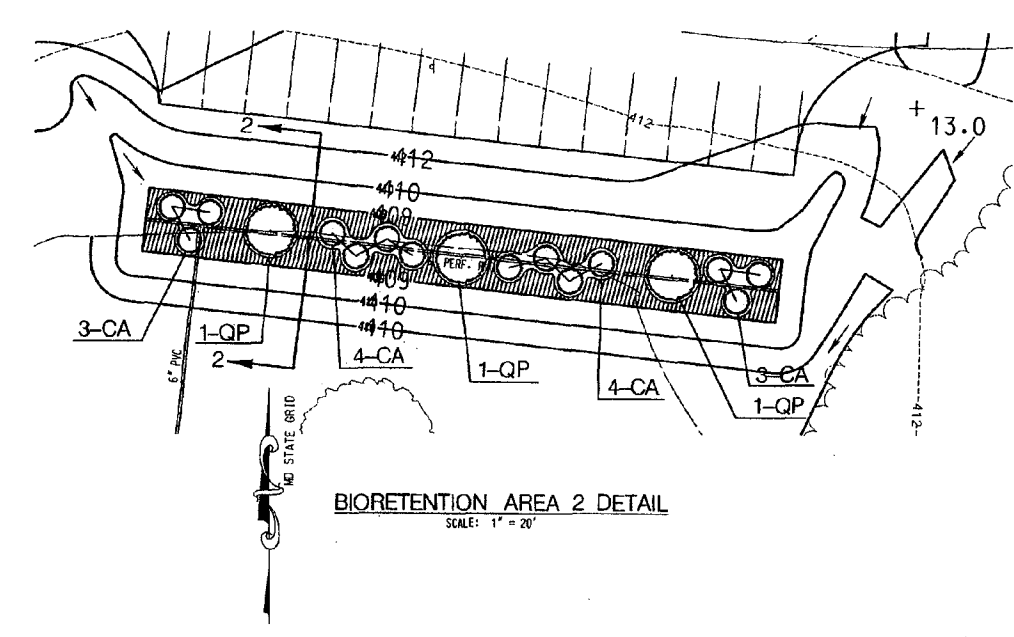 412
13.0
2
412
410
409
PERF.
409
410
410
3-CA
1-QP
4-CA
1-QP
4-CA
3-CA
1-QP
2
6" PVC
412
MD STATE GRID
BIORETENTION AREA 2 DETAIL
SCALE: 1" = 20'